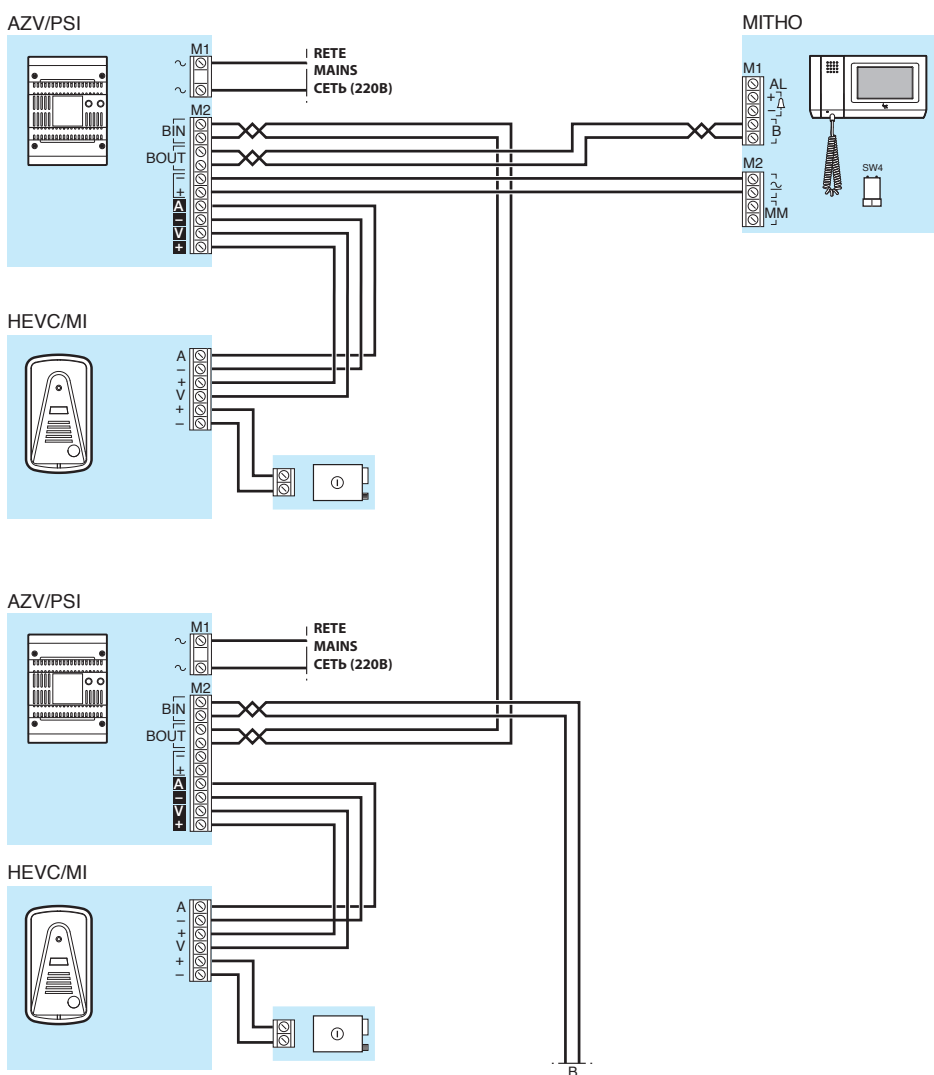 AZV/PSI
MITHO
M1
∼
∼
RETE
MAINS
СЕТЬ (220В)
M2
BIN
BOUT
=
+
A
–
V
+
M1
AL
+
–
B
M2
∼
MM
SW4
HEVC/MI
A
–
+
V
+
–
AZV/PSI
M1
∼
∼
RETE
MAINS
СЕТЬ (220В)
M2
BIN
BOUT
=
+
A
–
V
+
HEVC/MI
A
–
+
V
+
–
B